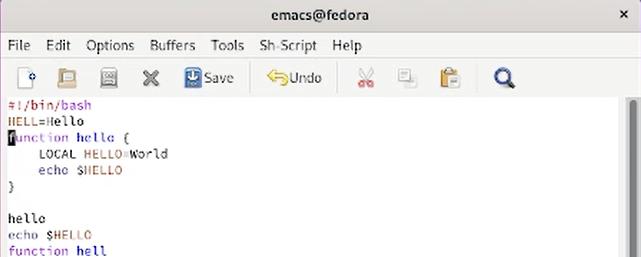 emacs@fedora ×
File Edit Options Buffers Tools Sh-Script Help
Save Undo
#!/bin/bash
HELL=Hello
function hello {
    LOCAL HELLO=World
    echo $HELLO
}
hello
echo $HELLO
function hell